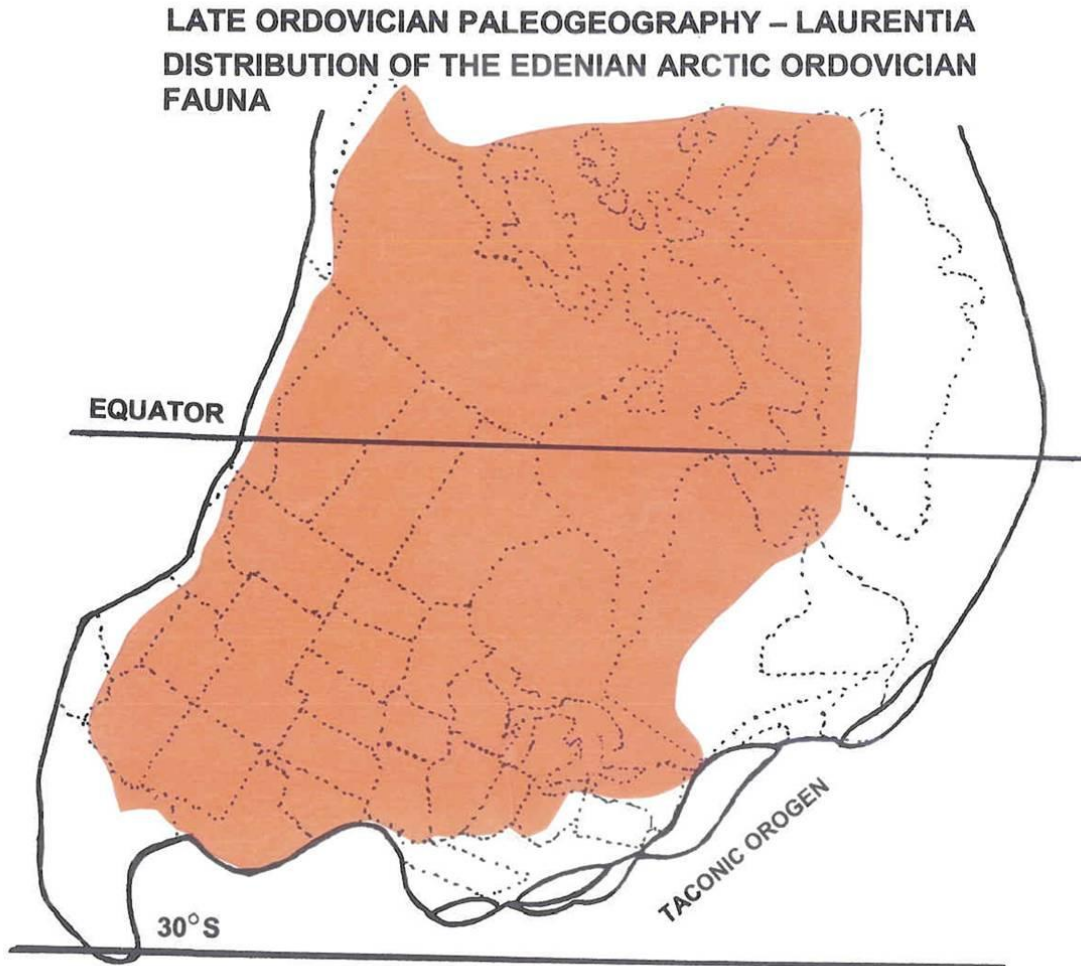 LATE ORDOVICIAN PALEOGEOGRAPHY – LAURENTIA
DISTRIBUTION OF THE EDENIAN ARCTIC ORDOVICIAN
FAUNA
EQUATOR
TACONIC OROGEN
30°S